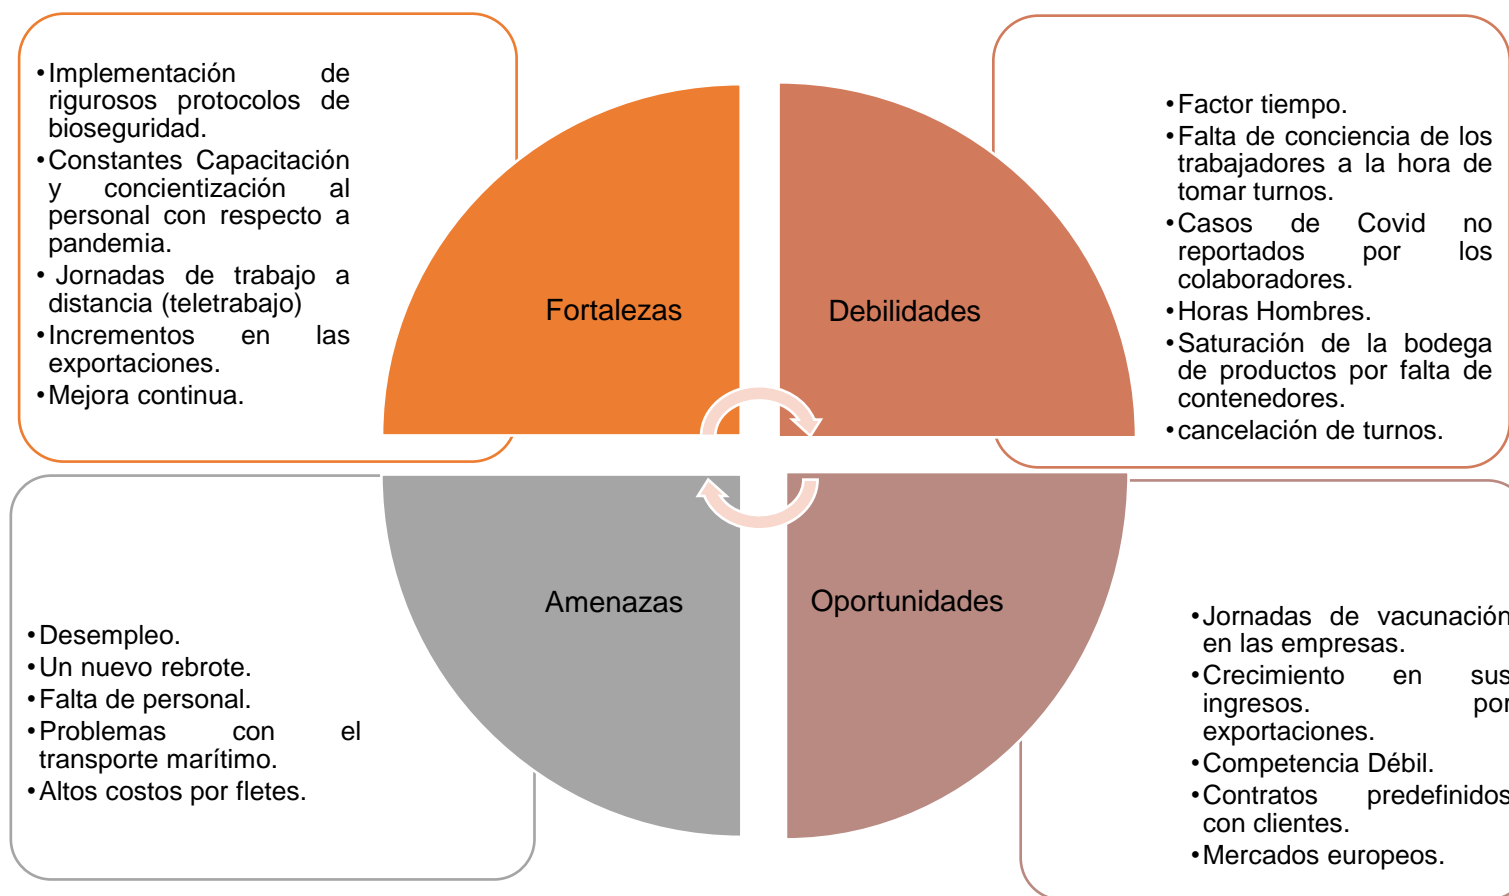 •Implementación de
rigurosos protocolos de
bioseguridad.
•Constantes Capacitación
y concientización al
personal con respecto a
pandemia.
• Jornadas de trabajo a
distancia (teletrabajo)
•Incrementos en las
exportaciones.
•Mejora continua.
Fortalezas
Debilidades
•Factor tiempo.
•Falta de conciencia de los
trabajadores a la hora de
tomar turnos.
•Casos de Covid no
reportados por los
colaboradores.
•Horas Hombres.
•Saturación de la bodega
de productos por falta de
contenedores.
•cancelación de turnos.
•Desempleo.
•Un nuevo rebrote.
•Falta de personal.
•Problemas con el
transporte marítimo.
•Altos costos por fletes.
Amenazas
Oportunidades
•Jornadas de vacunación
en las empresas.
•Crecimiento en sus
ingresos. por
exportaciones.
•Competencia Débil.
•Contratos predefinidos
con clientes.
•Mercados europeos.